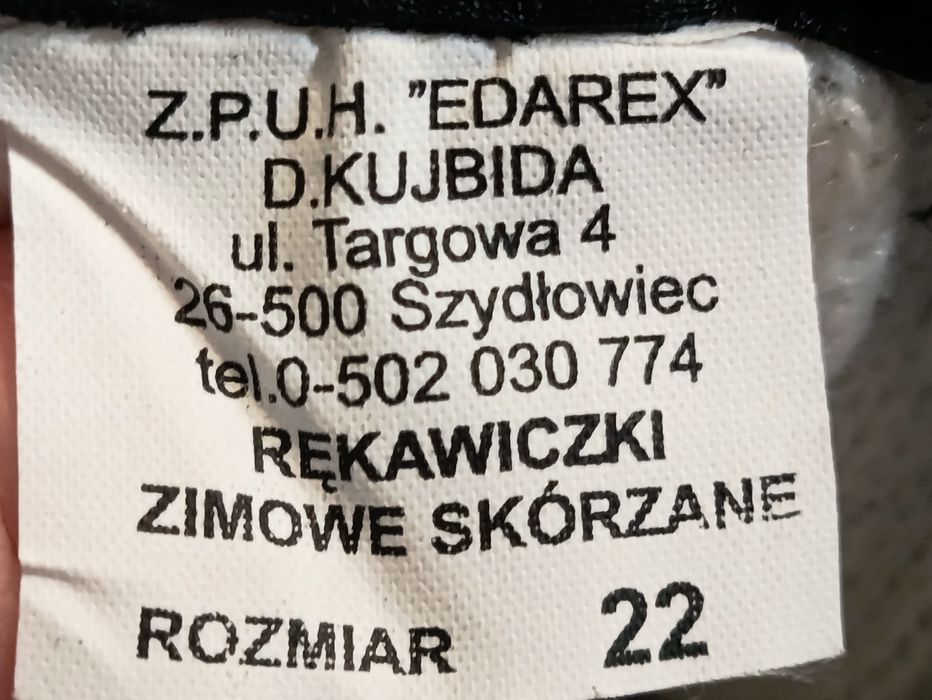 Z.P.U.H. "EDAREX"
D.KUJBIDA
ul. Targowa 4
26-500 Szydłowiec
tel.0-502 030 774
RĘKAWICZKI
ZIMOWE SKÓRZANE
ROZMIAR 22